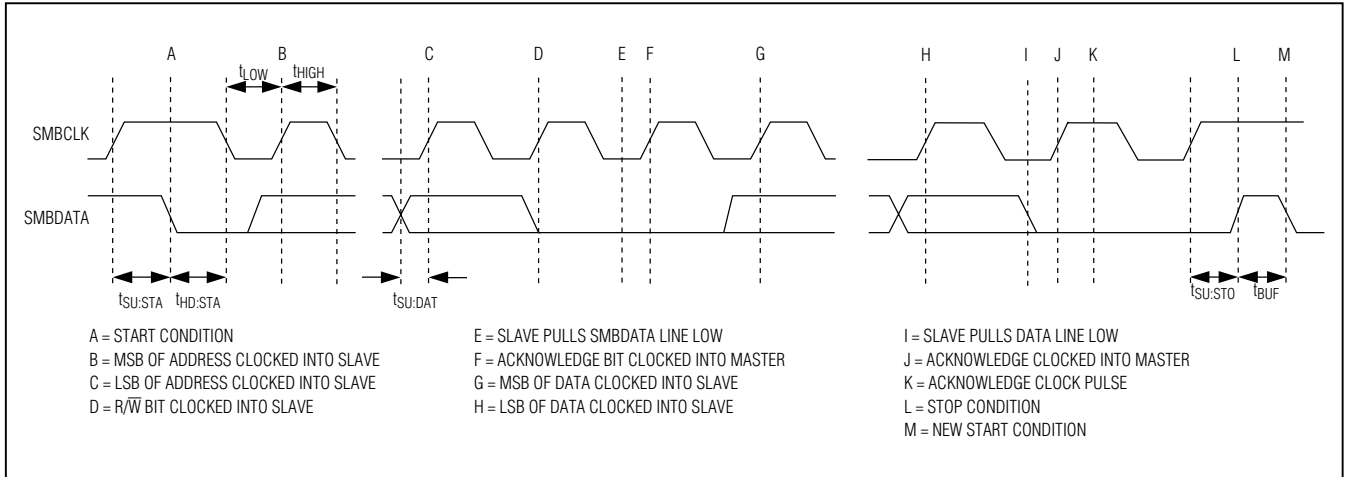 A B C D E F G H I J K L M
tLOW tHIGH
SMBCLK
SMBDATA
tSU:STA tHD:STA tSU:DAT tSU:STO tBUF
A = START CONDITION
B = MSB OF ADDRESS CLOCKED INTO SLAVE
C = LSB OF ADDRESS CLOCKED INTO SLAVE
D = R/W̅ BIT CLOCKED INTO SLAVE
E = SLAVE PULLS SMBDATA LINE LOW
F = ACKNOWLEDGE BIT CLOCKED INTO MASTER
G = MSB OF DATA CLOCKED INTO SLAVE
H = LSB OF DATA CLOCKED INTO SLAVE
I = SLAVE PULLS DATA LINE LOW
J = ACKNOWLEDGE CLOCKED INTO MASTER
K = ACKNOWLEDGE CLOCK PULSE
L = STOP CONDITION
M = NEW START CONDITION